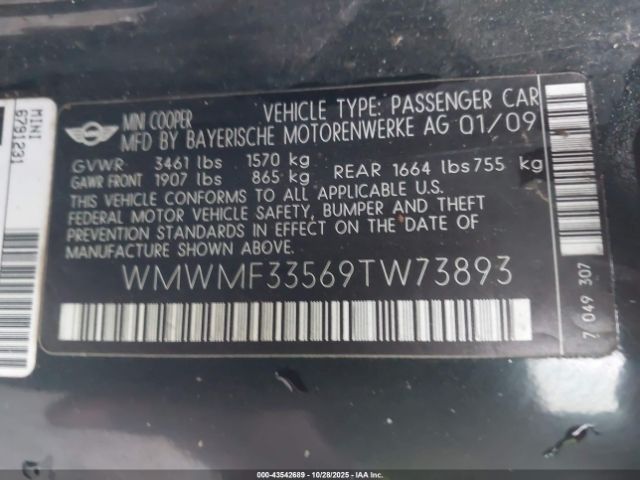 MINI COOPER VEHICLE TYPE: PASSENGER CAR
MFD BY BAYERISCHE MOTORENWERKE AG 01/09
GVWR 3461 lbs 1570 kg
GAWR FRONT 1907 lbs 865 kg REAR 1664 lbs 755 kg
THIS VEHICLE CONFORMS TO ALL APPLICABLE U.S.
FEDERAL MOTOR VEHICLE SAFETY, BUMPER AND THEFT
PREVENTION STANDARDS IN EFFECT ON THE DATE OF
MANUFACTURE SHOWN ABOVE.
WMWMF33569TW73893
7 049 307
MINI
6791231
000-43542689 | 10/28/2025 | IAA Inc.